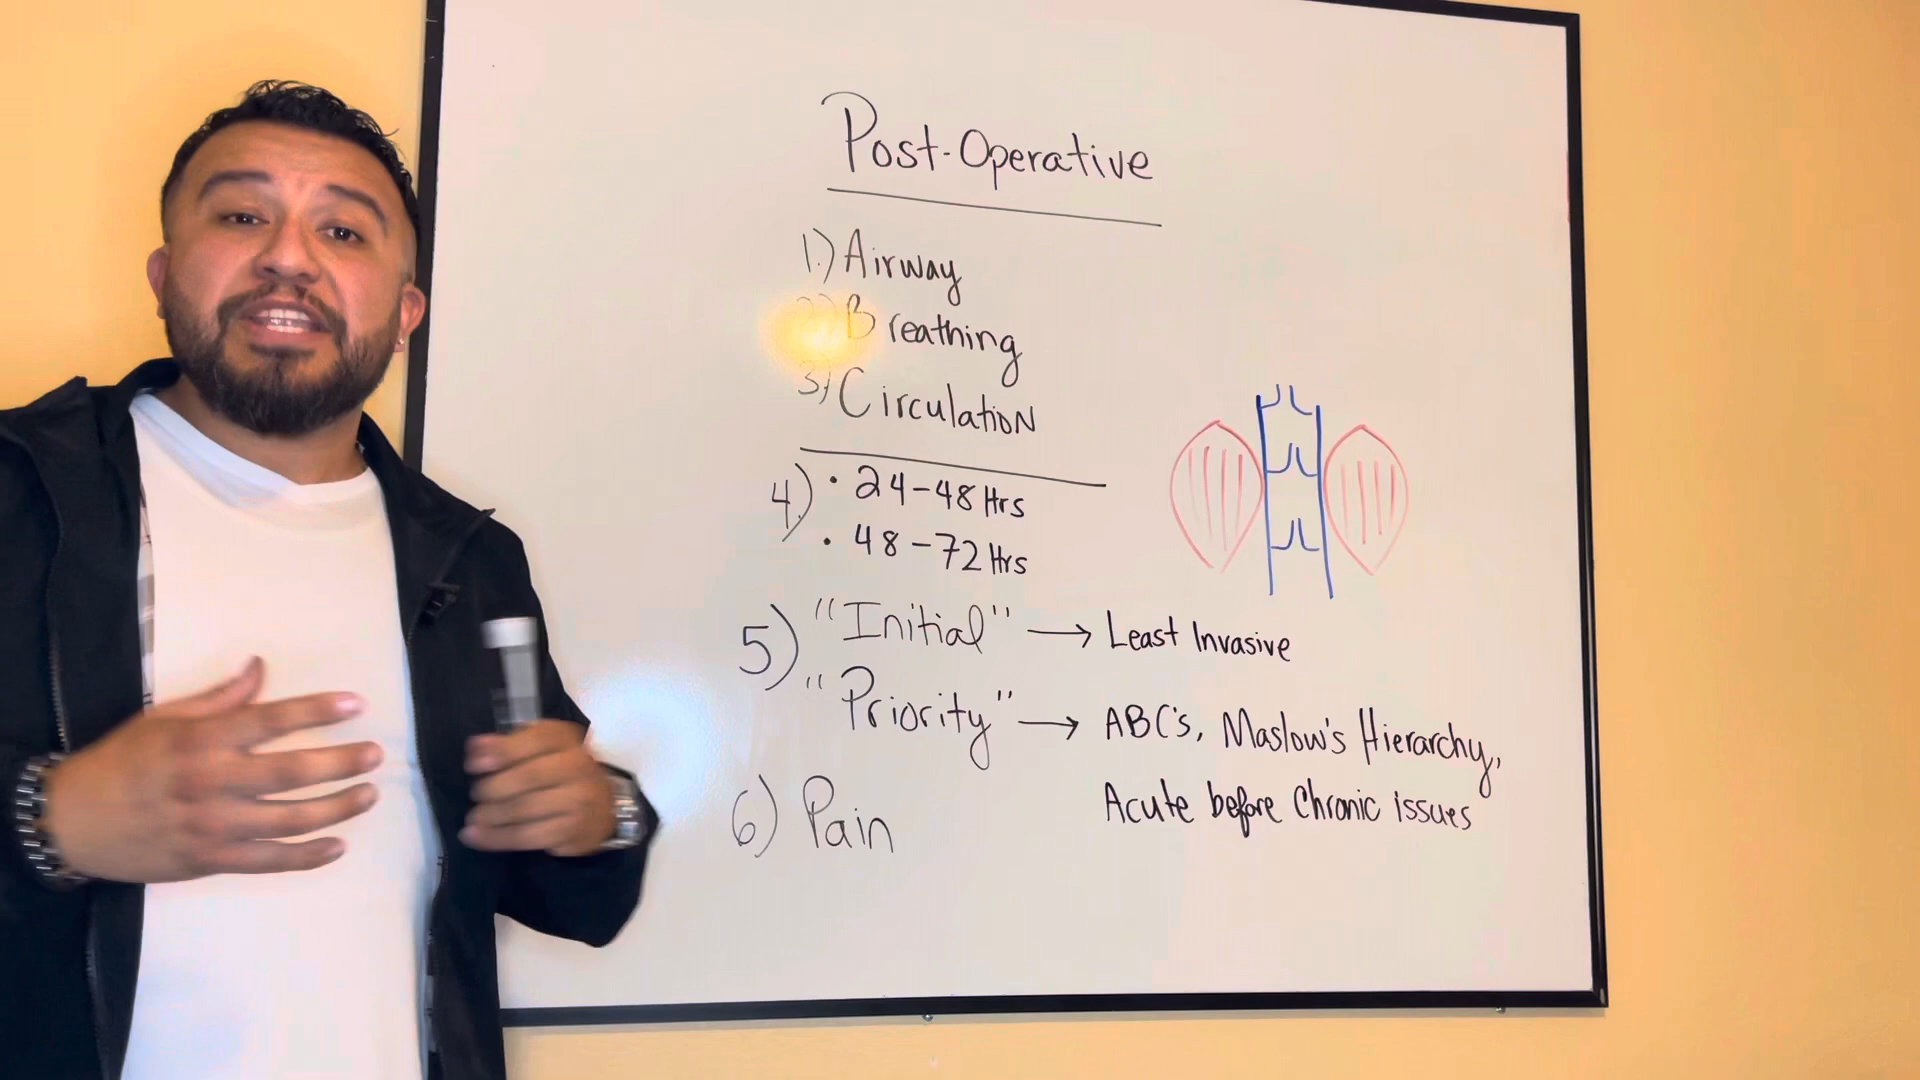 Post-Operative
1.) Airway
2.) Breathing
3.) Circulation
4.) • 24-48 Hrs
• 48-72 Hrs
5) "Initial" → Least Invasive
"Priority" → ABC's, Maslow's Hierarchy,
Acute before Chronic issues
6) Pain